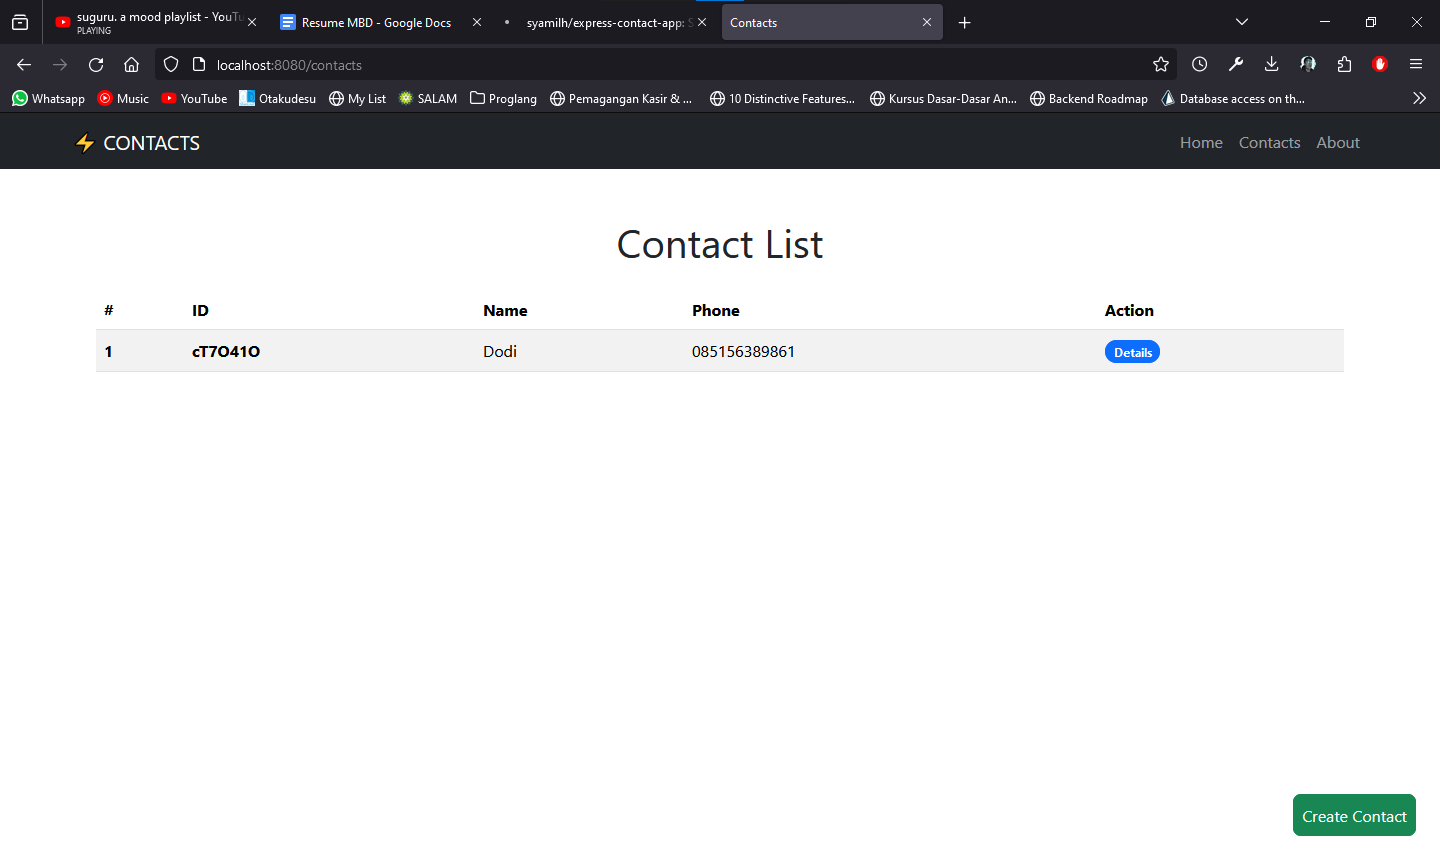 suguru. a mood playlist - YouTu
PLAYING
Resume MBD - Google Docs
syamilh/express-contact-app: S
Contacts
localhost:8080/contacts
Whatsapp
Music
YouTube
Otakudesu
My List
SALAM
Proglang
Pemagangan Kasir & ...
10 Distinctive Features...
Kursus Dasar-Dasar An...
Backend Roadmap
Database access on th...
CONTACTS
Home Contacts About
Contact List
# ID Name Phone Action
1 cT7O41O Dodi 085156389861 Details
Create Contact